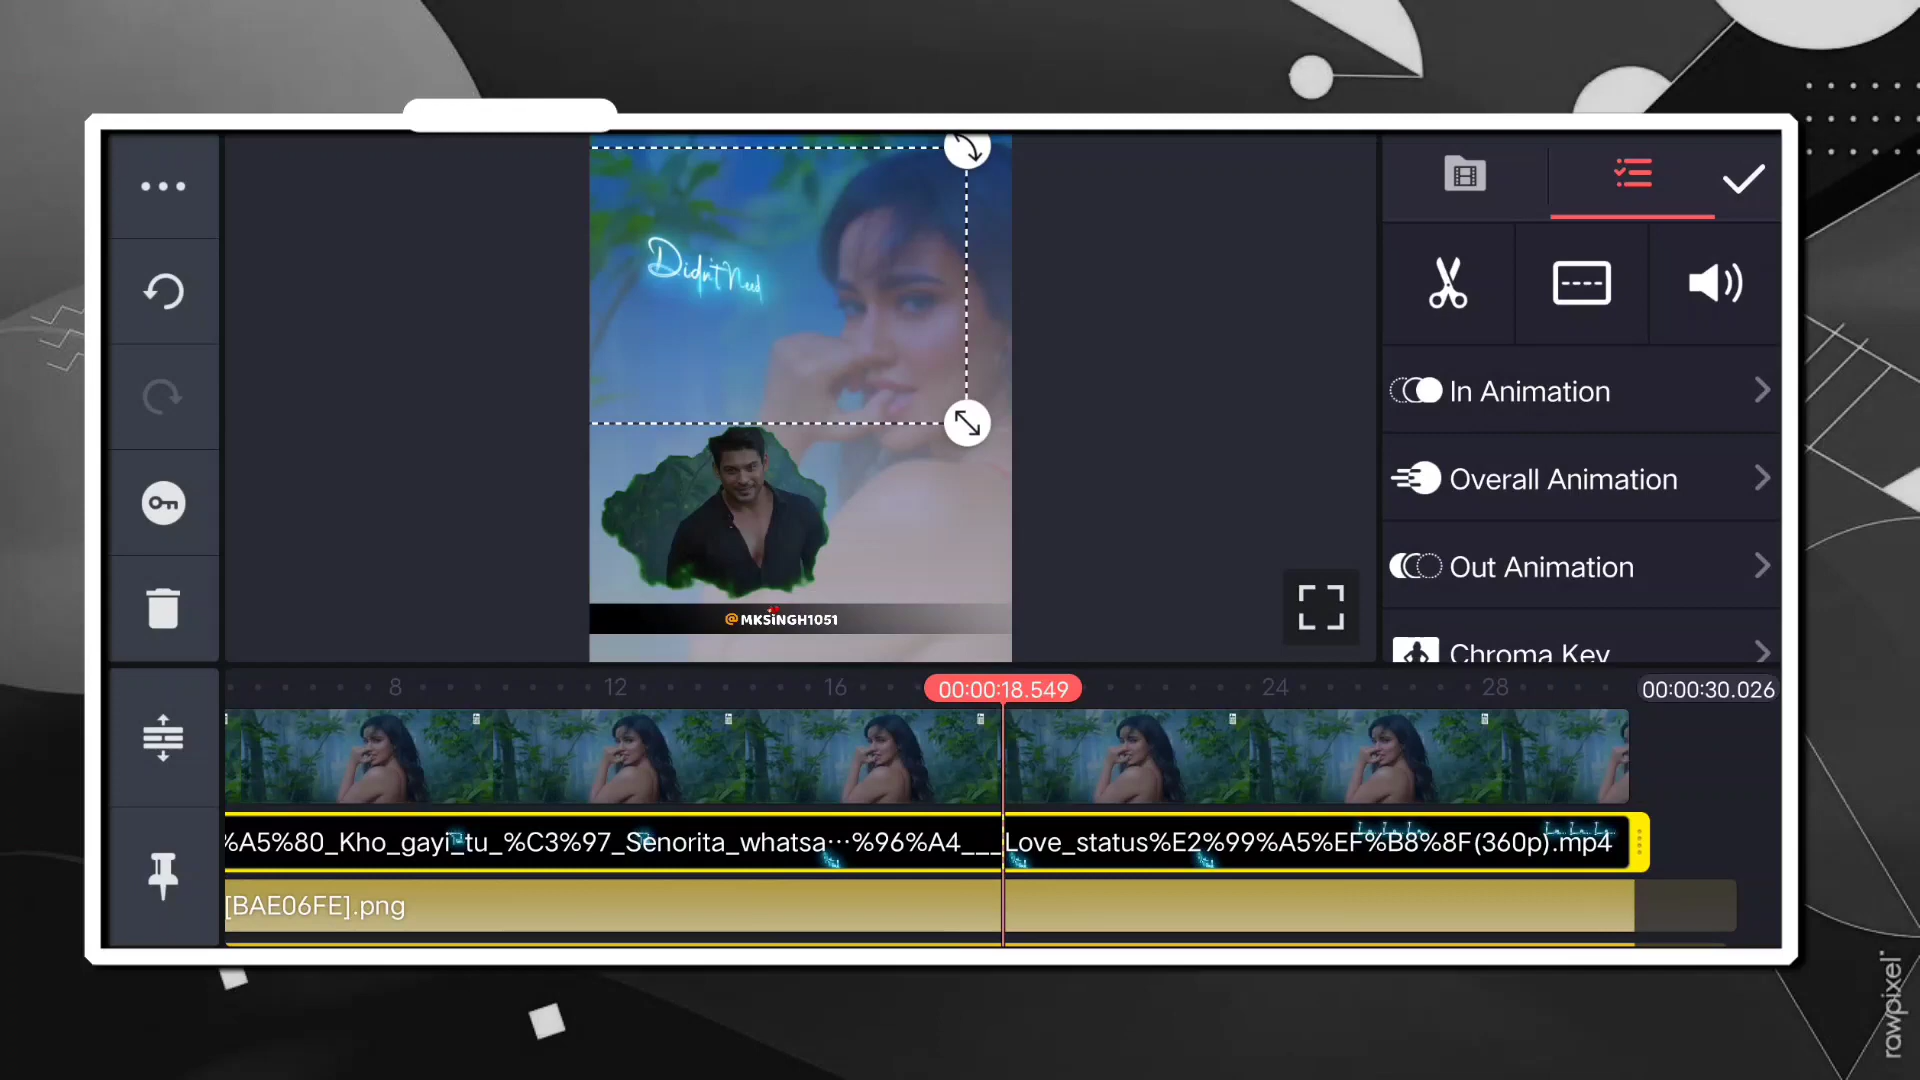 Didn't Need
In Animation
Overall Animation
Out Animation
Chroma Key
@MKSiNGH1051
8
12
16
00:00:18.549
24
28
00:00:30.026
%A5%80_Kho_gayi_tu_%C3%97_Senorita_whatsa···%96%A4___Love_status%E2%99%A5%EF%B8%8F(360p).mp4
[BAE06FE].png
rawpixel